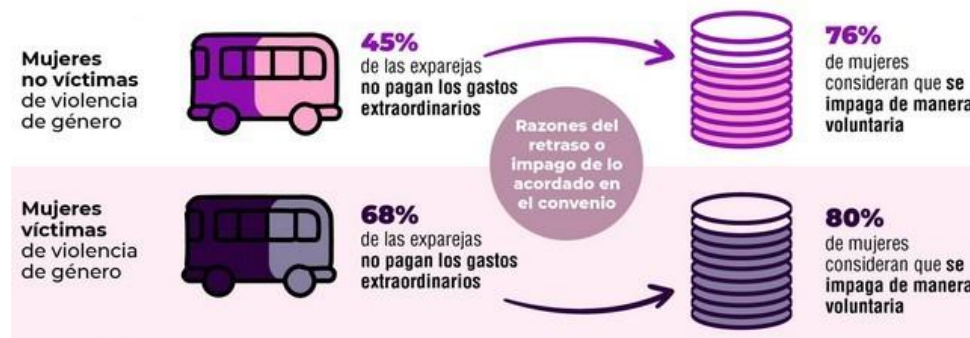 Mujeres
no víctimas
de violencia
de género
45%
de las exparejas
no pagan los gastos
extraordinarios
76%
de mujeres
consideran que se
impaga de manera
voluntaria
Razones del
retraso o
impago de lo
acordado en
el convenio
Mujeres
víctimas
de violencia
de género
68%
de las exparejas
no pagan los gastos
extraordinarios
80%
de mujeres
consideran que se
impaga de manera
voluntaria